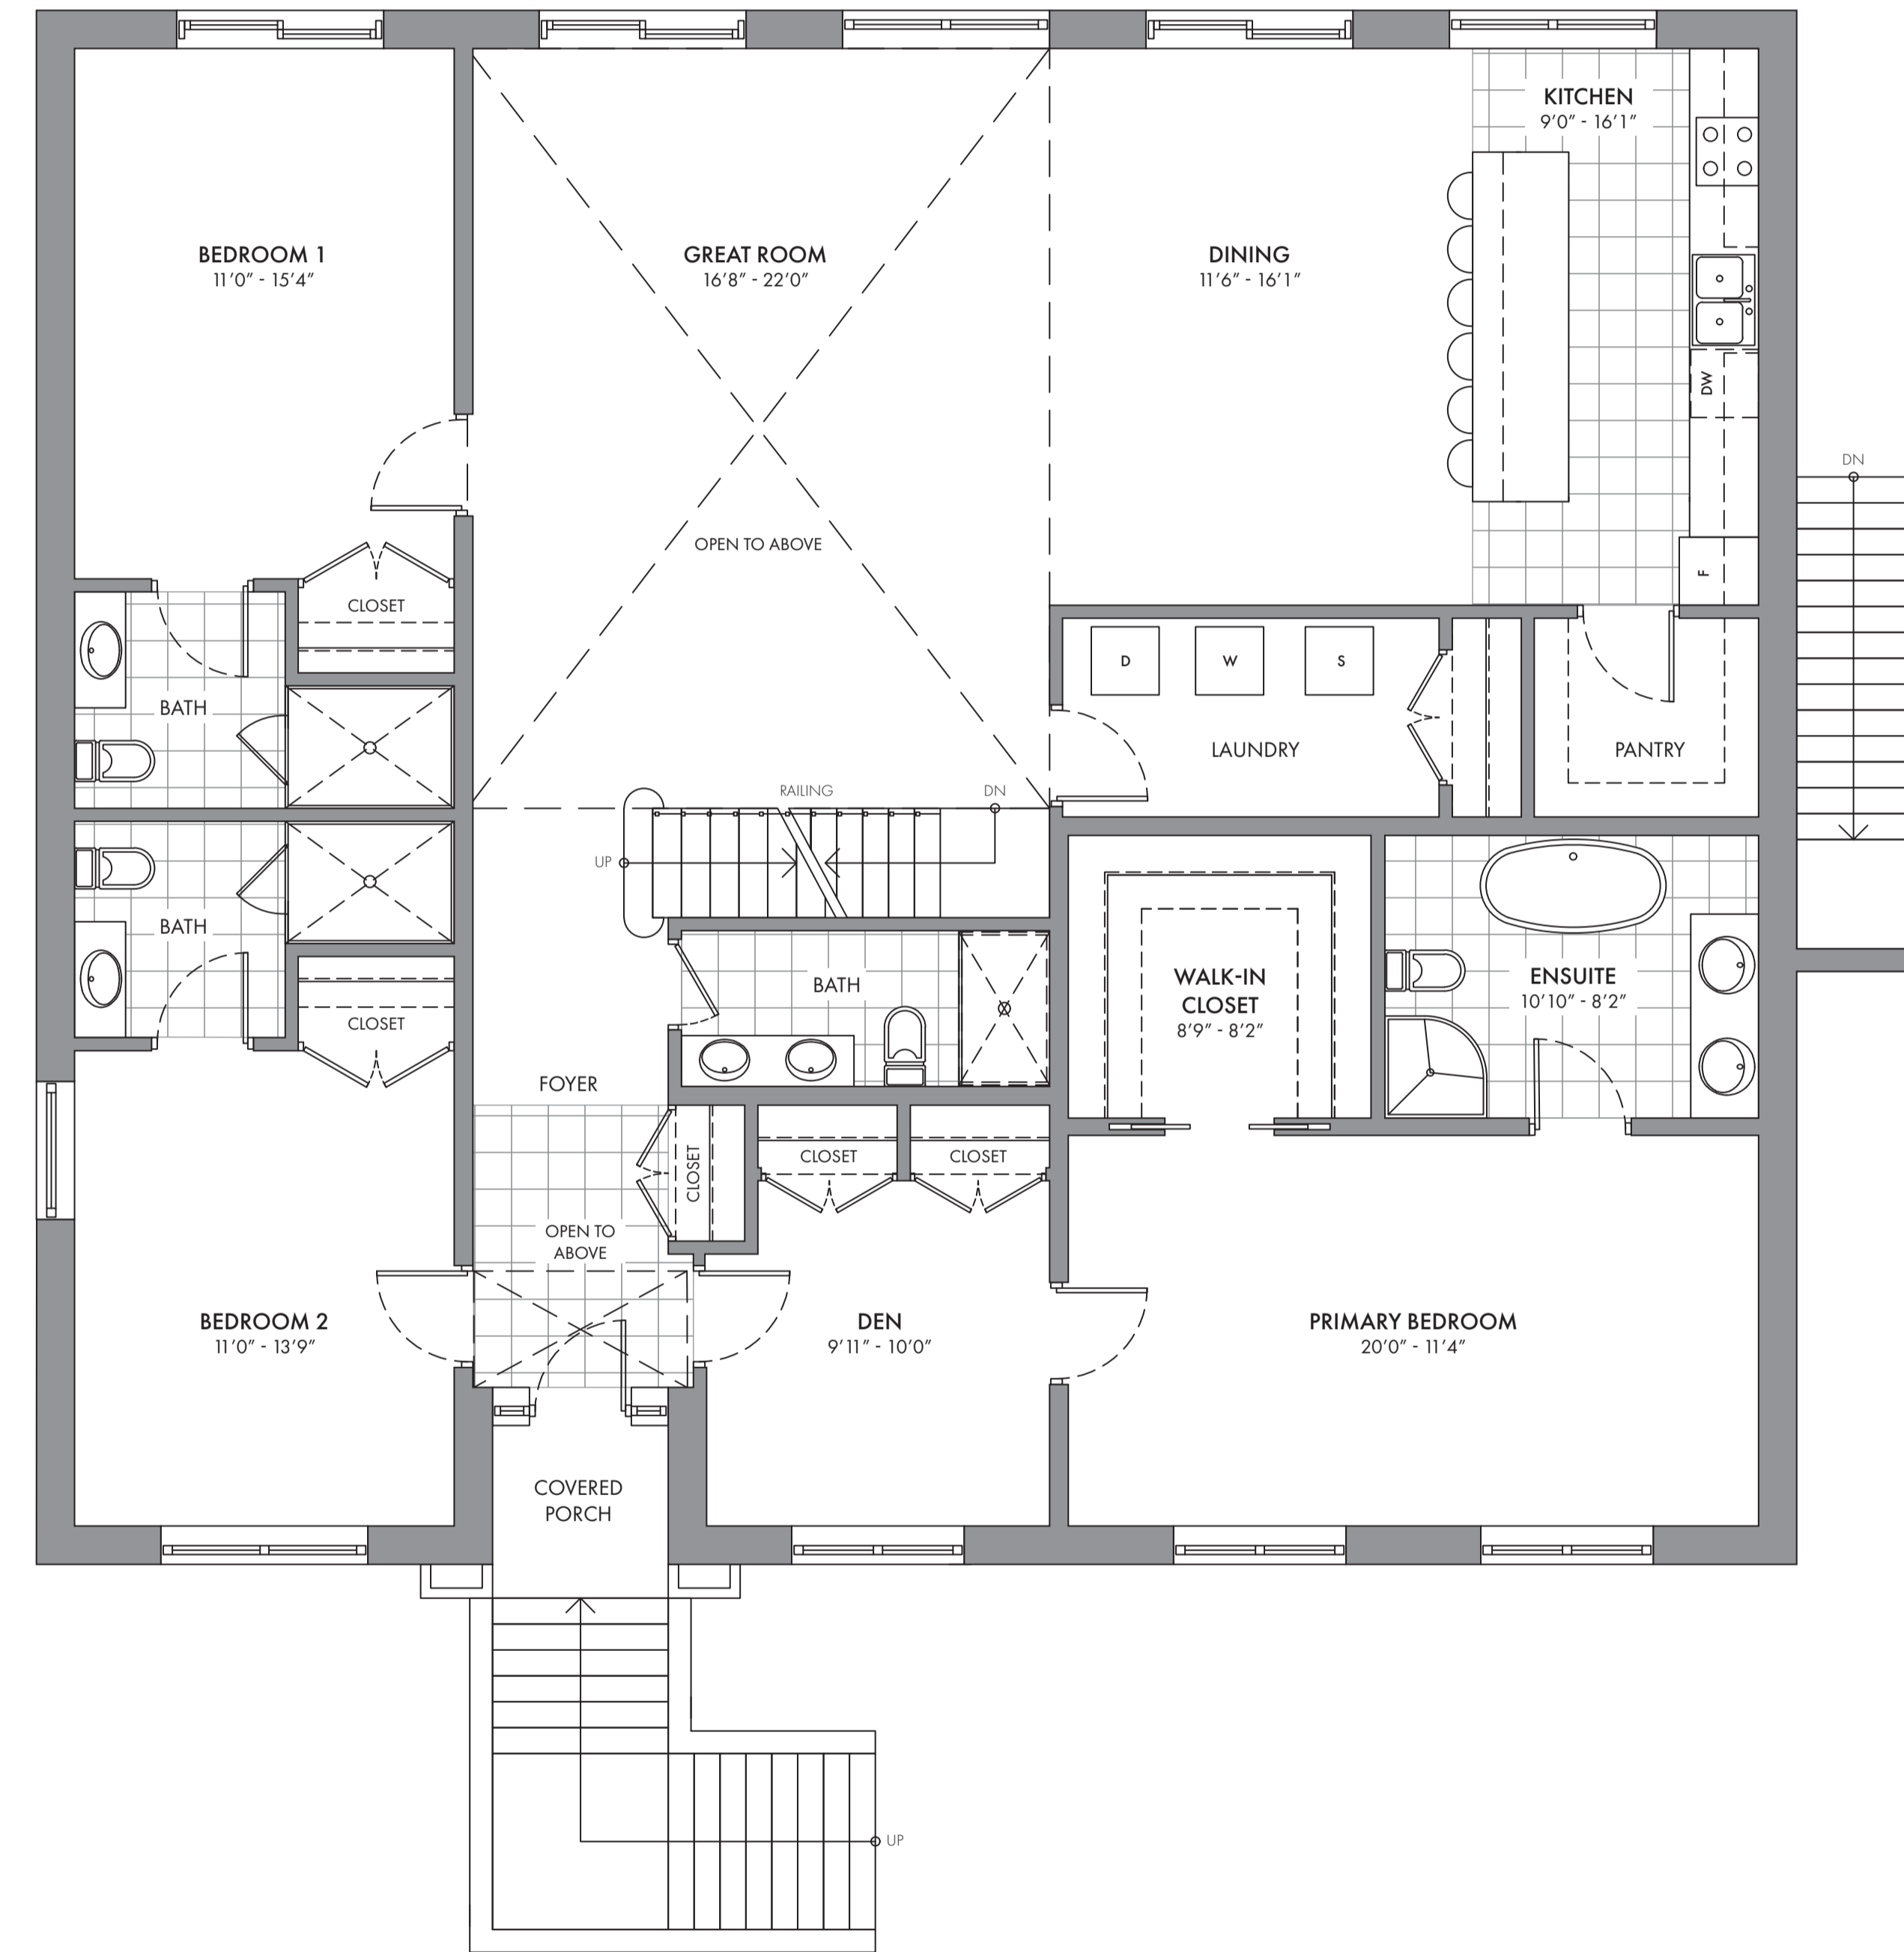 KITCHEN
9’0” - 16’1”
BEDROOM 1
11’0” - 15’4”
GREAT ROOM
16’8” - 22’0”
DINING
11’6” - 16’1”
DW
DN
OPEN TO ABOVE
F
CLOSET
D
W
S
BATH
LAUNDRY
PANTRY
RAILING
DN
UP
BATH
BATH
WALK-IN
CLOSET
8’9” - 8’2”
ENSUITE
10’10” - 8’2”
CLOSET
FOYER
CLOSET
CLOSET
CLOSET
OPEN TO
ABOVE
BEDROOM 2
11’0” - 13’9”
DEN
9’11” - 10’0”
PRIMARY BEDROOM
20’0” - 11’4”
COVERED
PORCH
UP